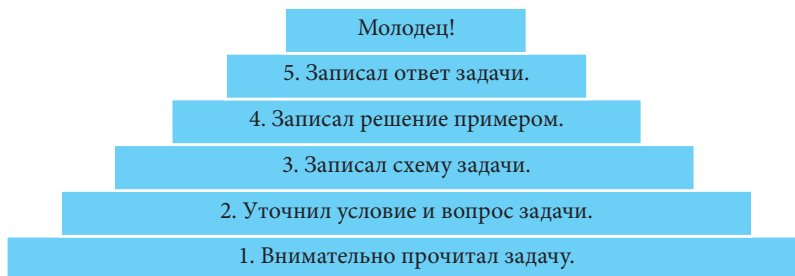 Молодец!
5. Записал ответ задачи.
4. Записал решение примером.
3. Записал схему задачи.
2. Уточнил условие и вопрос задачи.
1. Внимательно прочитал задачу.